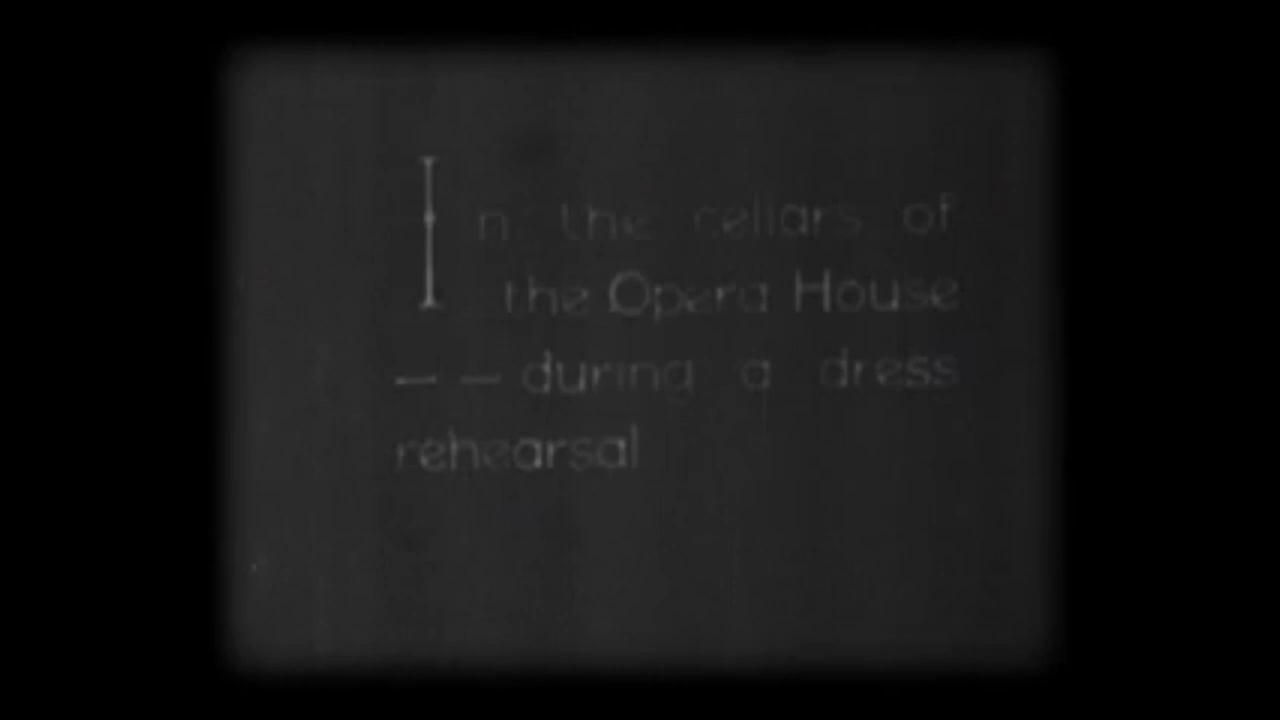 In the cellars of
the Opera House
— — during a dress
rehearsal